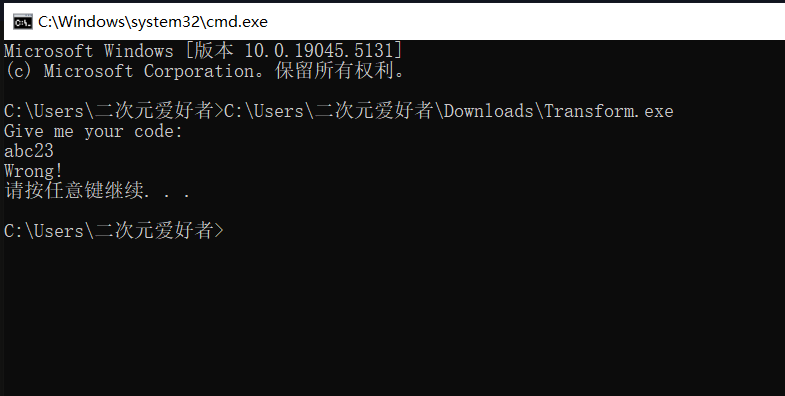 C:\Windows\system32\cmd.exe
Microsoft Windows [版本 10.0.19045.5131]
(c) Microsoft Corporation。保留所有权利。
C:\Users\二次元爱好者>C:\Users\二次元爱好者\Downloads\Transform.exe
Give me your code:
abc23
Wrong!
请按任意键继续. . .
C:\Users\二次元爱好者>